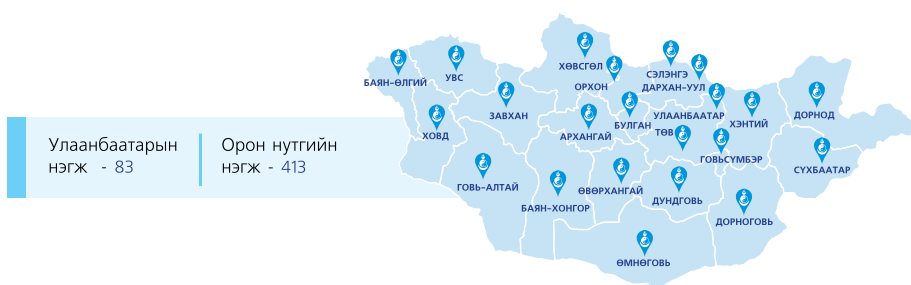 Улаанбаатарын
нэгж - 83
Орон нутгийн
нэгж - 413
БАЯН-ӨЛГИЙ
УВС
ХӨВСГӨЛ
ОРХОН
СЭЛЭНГЭ
ДАРХАН-УУЛ
ЗАВХАН
ХОВД
АРХАНГАЙ
БУЛГАН
УЛААНБААТАР
ТӨВ
ХЭНТИЙ
ДОРНОД
ГОВЬСҮМБЭР
СҮХБААТАР
ГОВЬ-АЛТАЙ
БАЯН-ХОНГОР
ӨВӨРХАНГАЙ
ДУНДГОВЬ
ДОРНОГОВЬ
ӨМНӨГОВЬ